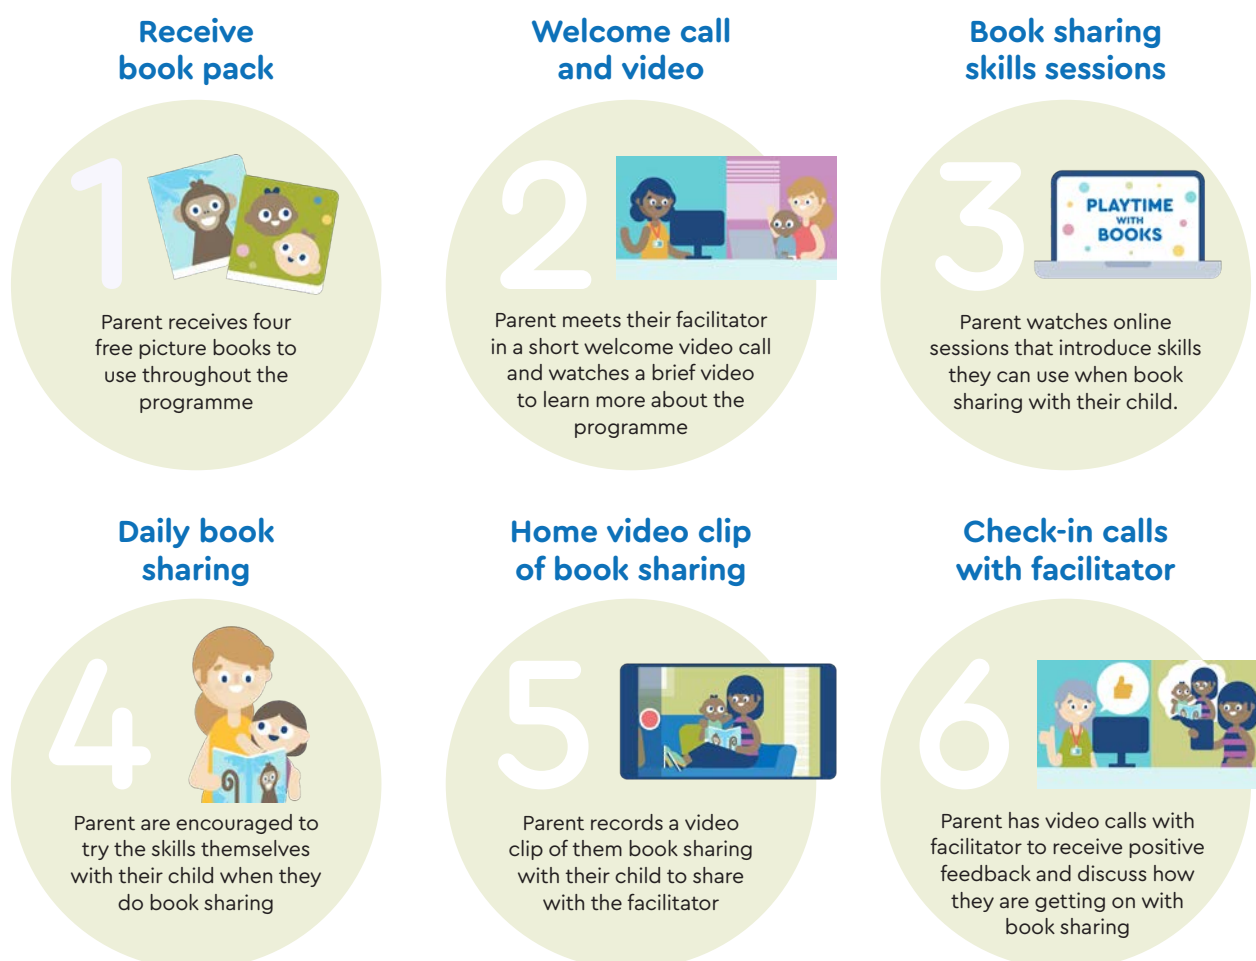 Receive
book pack
1
Parent receives four
free picture books to
use throughout the
programme
Welcome call
and video
2
Parent meets their facilitator
in a short welcome video call
and watches a brief video
to learn more about the
programme
Book sharing
skills sessions
3
PLAYTIME
WITH
BOOKS
Parent watches online
sessions that introduce skills
they can use when book
sharing with their child.
Daily book
sharing
4
Parent are encouraged to
try the skills themselves
with their child when they
do book sharing
Home video clip
of book sharing
5
Parent records a video
clip of them book sharing
with their child to share
with the facilitator
Check-in calls
with facilitator
6
Parent has video calls with
facilitator to receive positive
feedback and discuss how
they are getting on with
book sharing